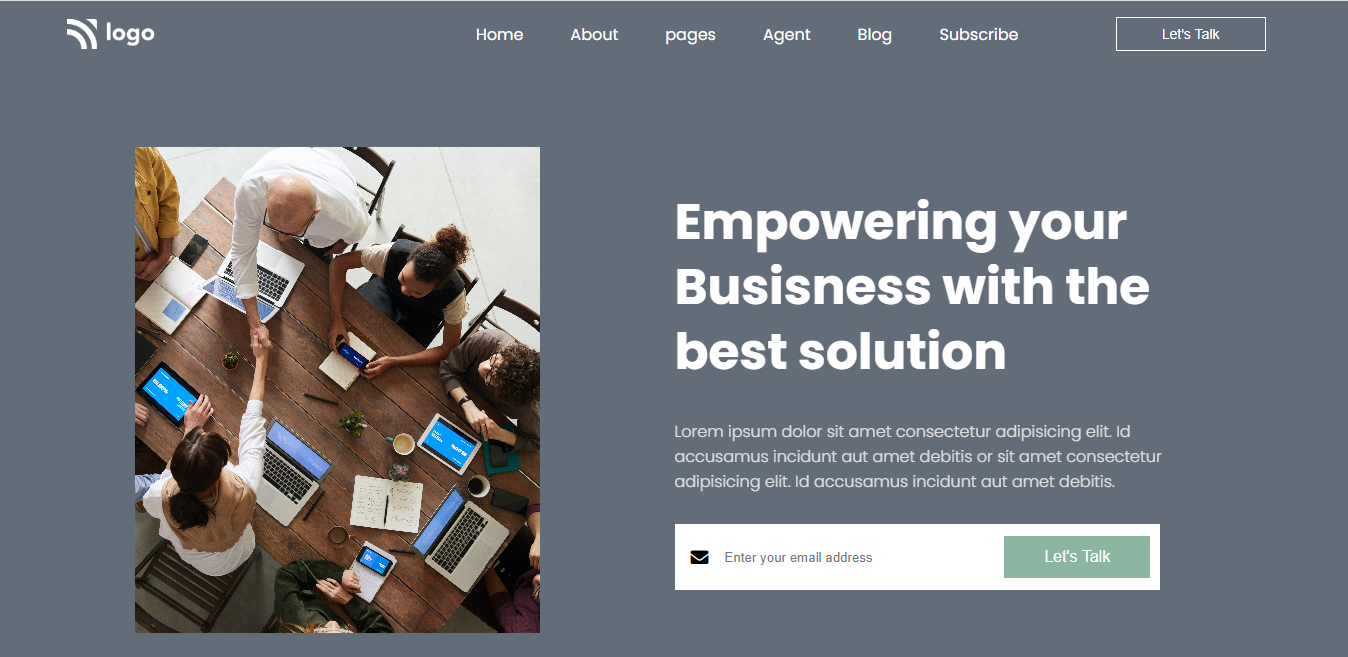 logo
Home About pages Agent Blog Subscribe Let's Talk
Empowering your
Busisness with the
best solution
Lorem ipsum dolor sit amet consectetur adipisicing elit. Id
accusamus incidunt aut amet debitis or sit amet consectetur
adipisicing elit. Id accusamus incidunt aut amet debitis.
Enter your email address Let's Talk